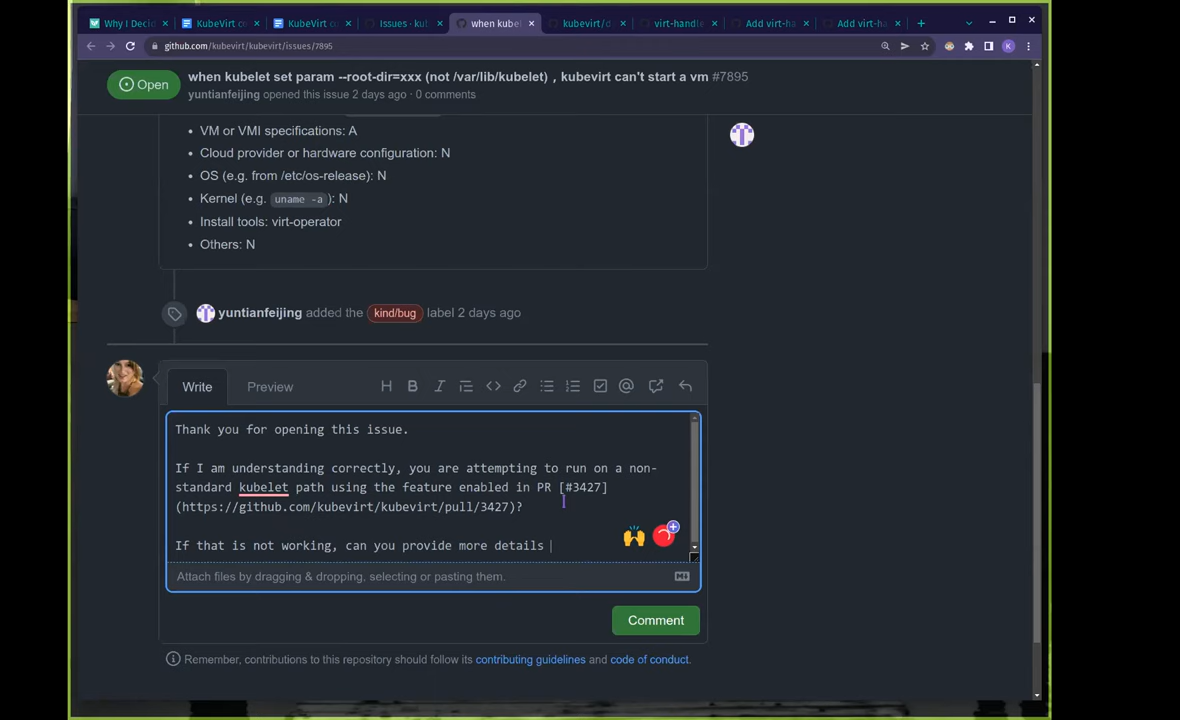 Why I Decid
KubeVirt co
KubeVirt co
Issues · kub
when kubel
kubevirt/d
virt-handle
Add virt-ha
Add virt-ha
github.com/kubevirt/kubevirt/issues/7895
K
Open
when kubelet set param --root-dir=xxx (not /var/lib/kubelet) , kubevirt can't start a vm #7895
yuntianfeijing opened this issue 2 days ago · 0 comments
VM or VMI specifications: A
Cloud provider or hardware configuration: N
OS (e.g. from /etc/os-release): N
Kernel (e.g. uname -a ): N
Install tools: virt-operator
Others: N
yuntianfeijing added the kind/bug label 2 days ago
Write Preview
Thank you for opening this issue.
If I am understanding correctly, you are attempting to run on a non-
standard kubelet path using the feature enabled in PR [#3427]
(https://github.com/kubevirt/kubevirt/pull/3427)?
If that is not working, can you provide more details
Attach files by dragging & dropping, selecting or pasting them.
Comment
Remember, contributions to this repository should follow its contributing guidelines and code of conduct.